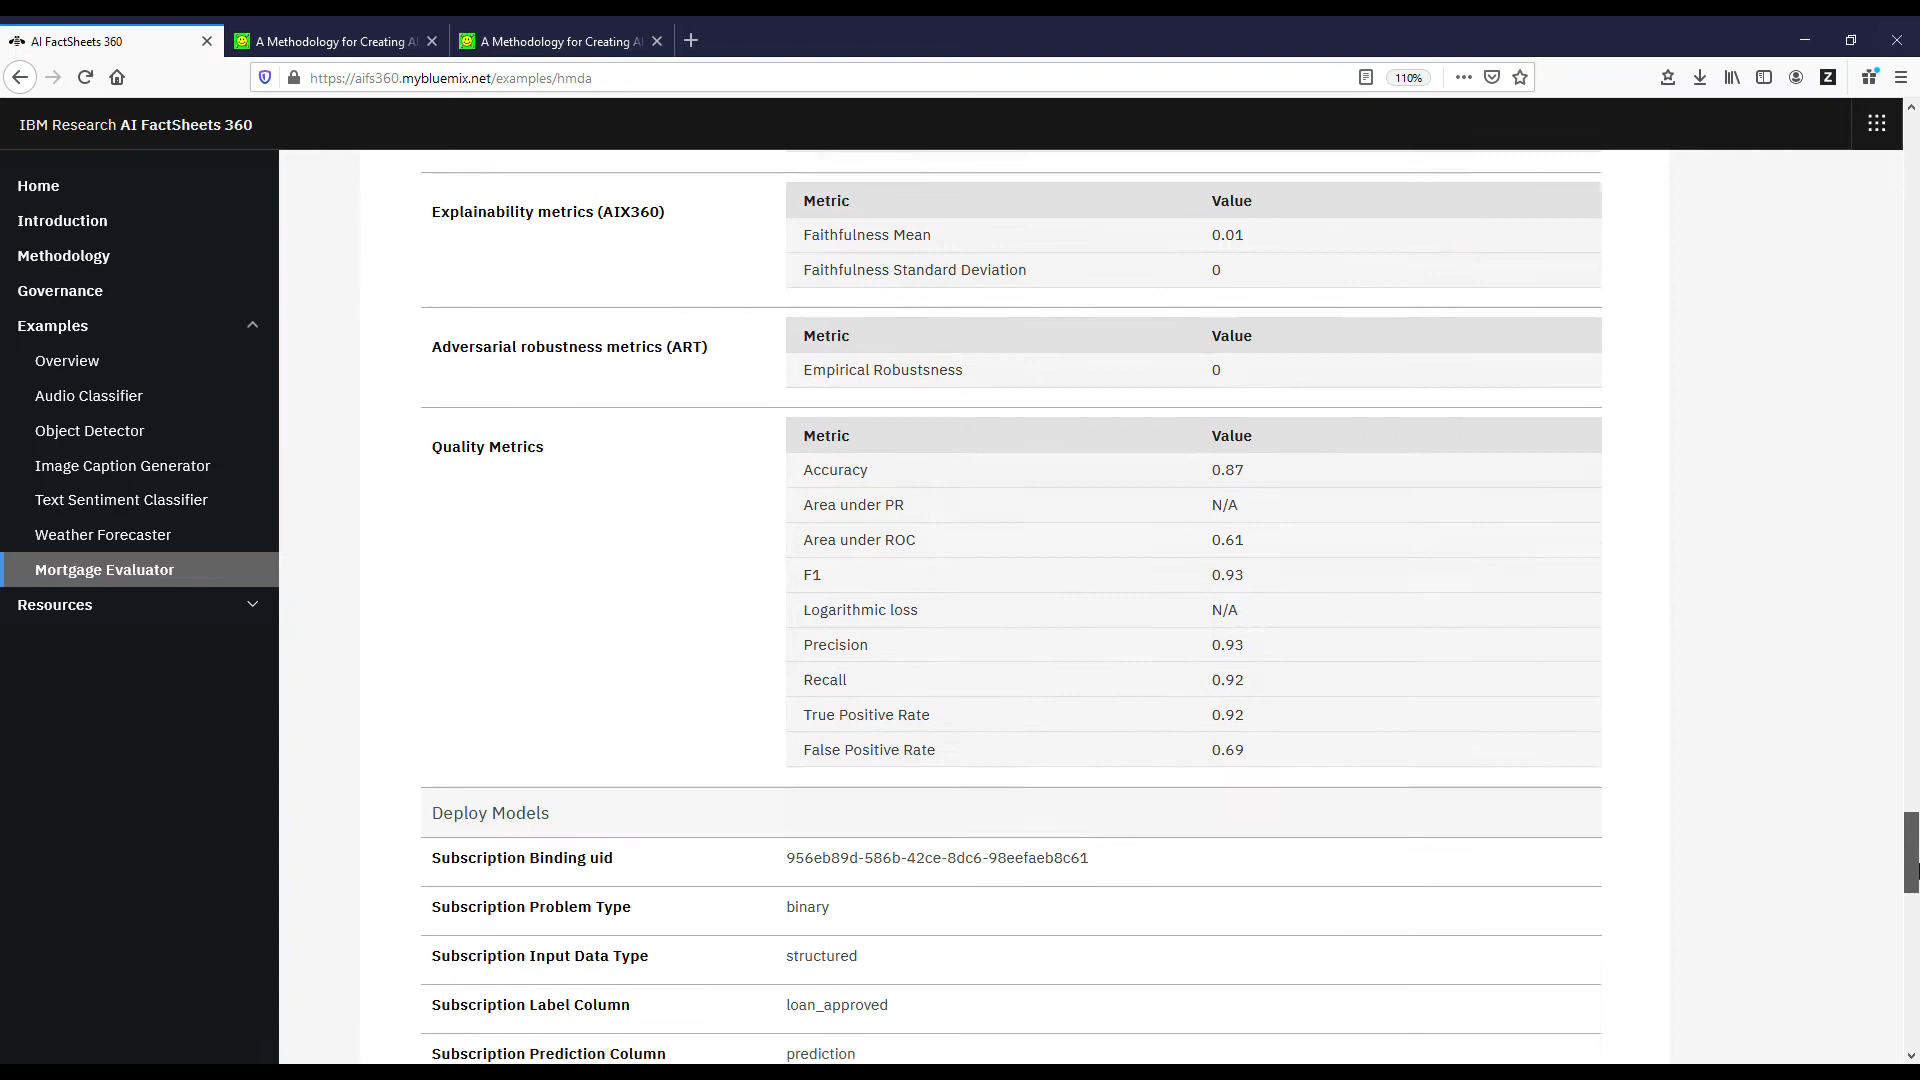 AI FactSheets 360
A Methodology for Creating AI
A Methodology for Creating AI
https://aifs360.mybluemix.net/examples/hmda
110%
Z
IBM Research AI FactSheets 360
Home
Introduction
Methodology
Governance
Examples
Overview
Audio Classifier
Object Detector
Image Caption Generator
Text Sentiment Classifier
Weather Forecaster
Mortgage Evaluator
Resources
Explainability metrics (AIX360)
Metric Value
Faithfulness Mean 0.01
Faithfulness Standard Deviation 0
Adversarial robustness metrics (ART)
Metric Value
Empirical Robustsness 0
Quality Metrics
Metric Value
Accuracy 0.87
Area under PR N/A
Area under ROC 0.61
F1 0.93
Logarithmic loss N/A
Precision 0.93
Recall 0.92
True Positive Rate 0.92
False Positive Rate 0.69
Deploy Models
Subscription Binding uid 956eb89d-586b-42ce-8dc6-98eefaeb8c61
Subscription Problem Type binary
Subscription Input Data Type structured
Subscription Label Column loan_approved
Subscription Prediction Column prediction